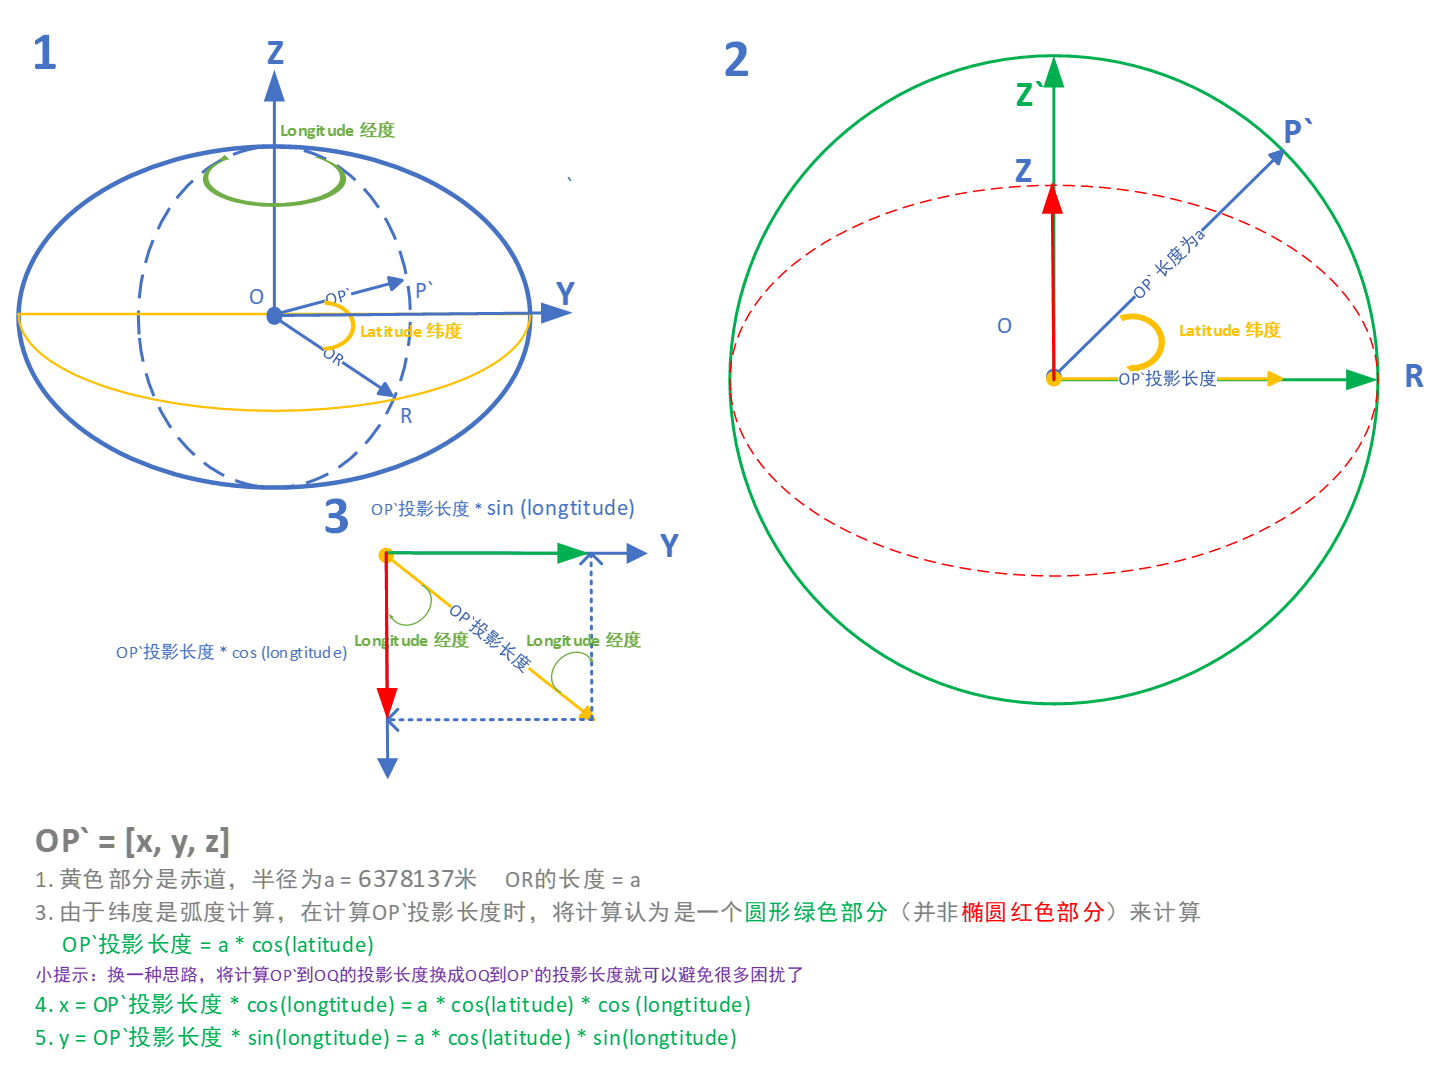 1
Z
Longitude 经度
`
O
OP`
P`
Y
Latitude 纬度
OR
R
2
Z`
P`
Z
OP` 长度为a
O
Latitude 纬度
OP`投影长度
R
3
OP`投影长度 * sin (longtitude)
Y
OP`投影长度
Longitude 经度
Longitude 经度
OP`投影长度 * cos (longtitude)
OP` = [x, y, z]
1. 黄色部分是赤道，半径为a = 6378137米 OR的长度 = a
3. 由于纬度是弧度计算，在计算OP`投影长度时，将计算认为是一个圆形绿色部分（并非椭圆红色部分）来计算
OP`投影长度 = a * cos(latitude)
小提示：换一种思路，将计算OP`到OQ的投影长度换成OQ到OP`的投影长度就可以避免很多困扰了
4. x = OP`投影长度 * cos(longtitude) = a * cos(latitude) * cos (longtitude)
5. y = OP`投影长度 * sin(longtitude) = a * cos(latitude) * sin(longtitude)